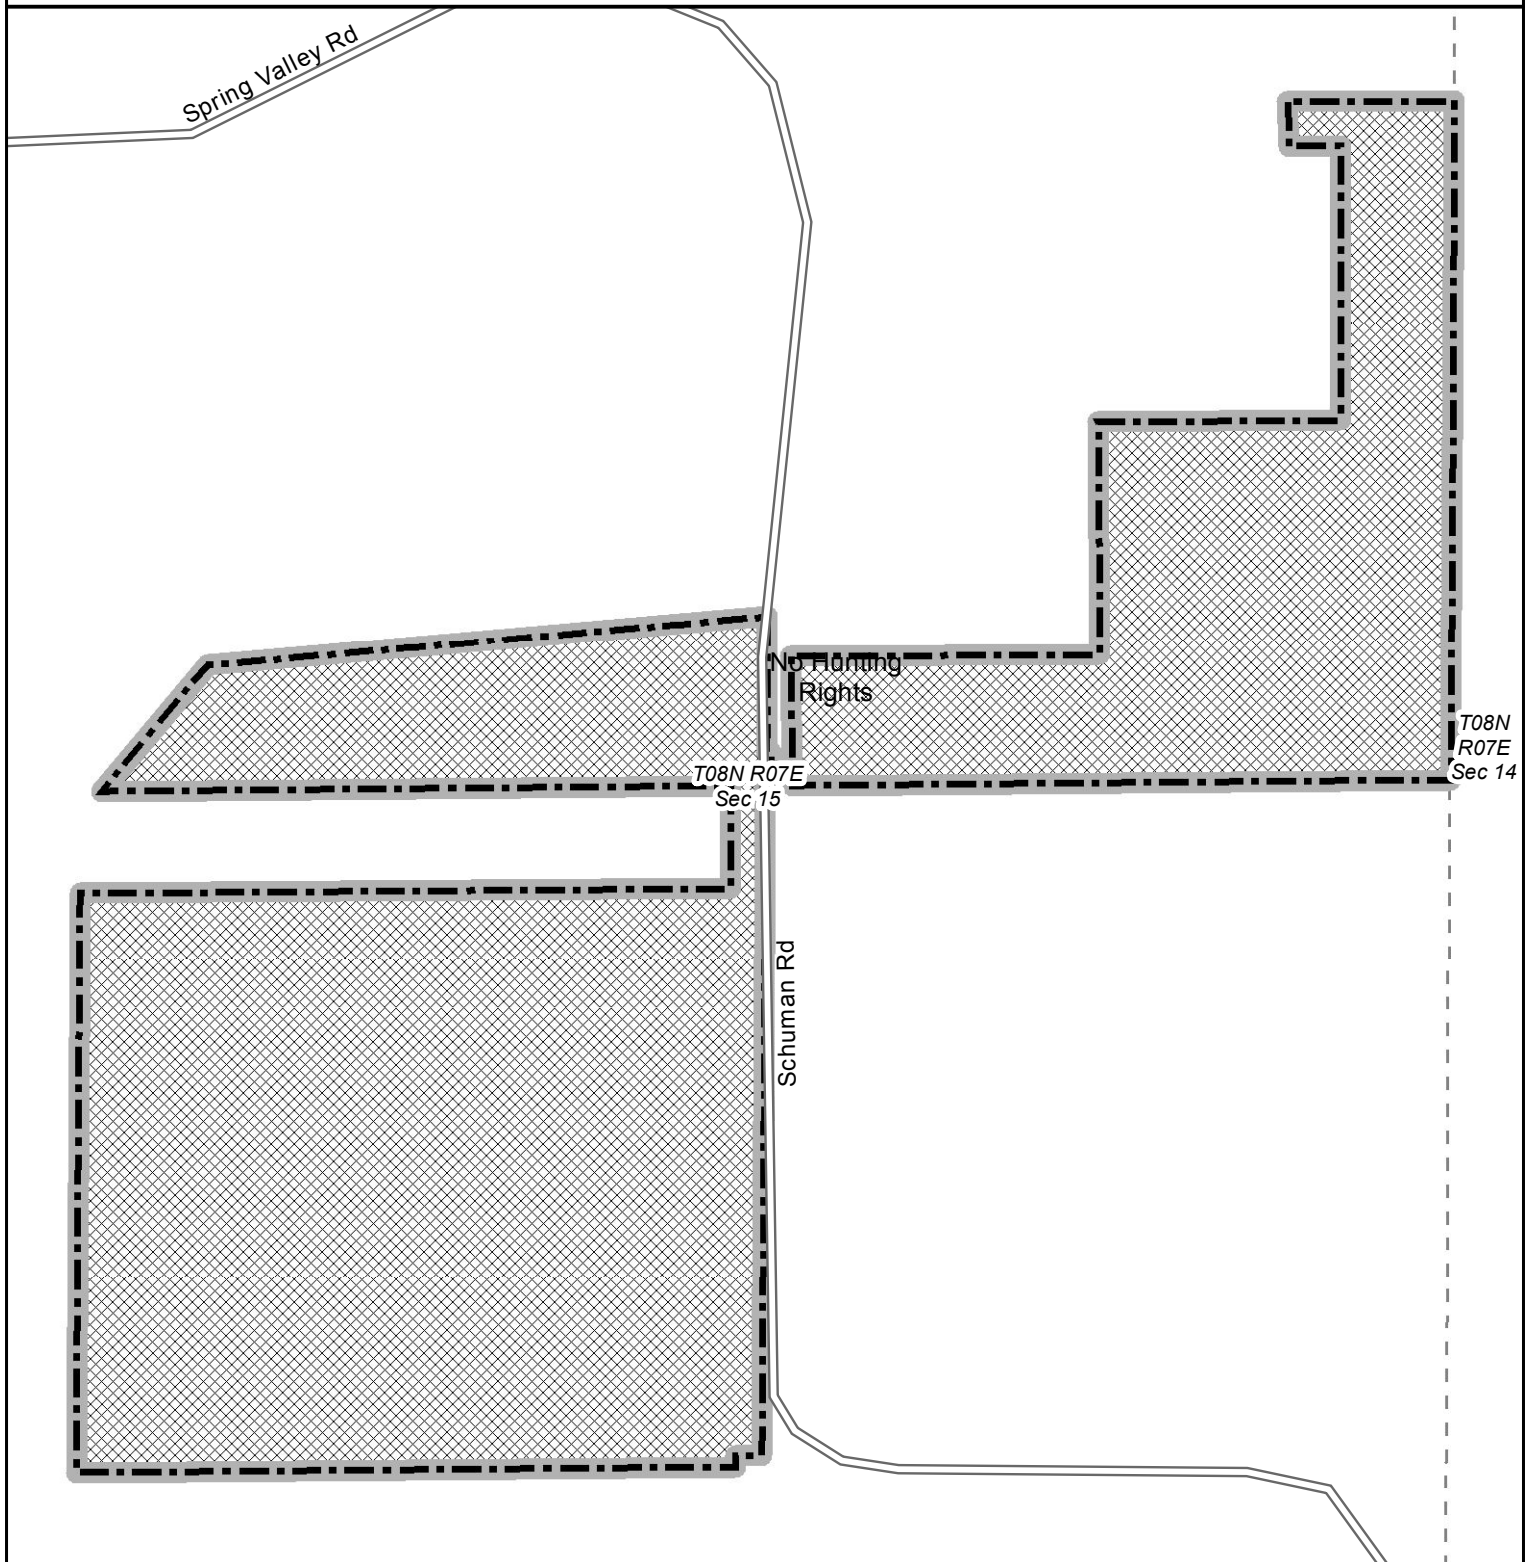 Spring Valley Rd
No Hunting
Rights
T08N
R07E
Sec 14
T08N R07E
Sec 15
Schuman Rd